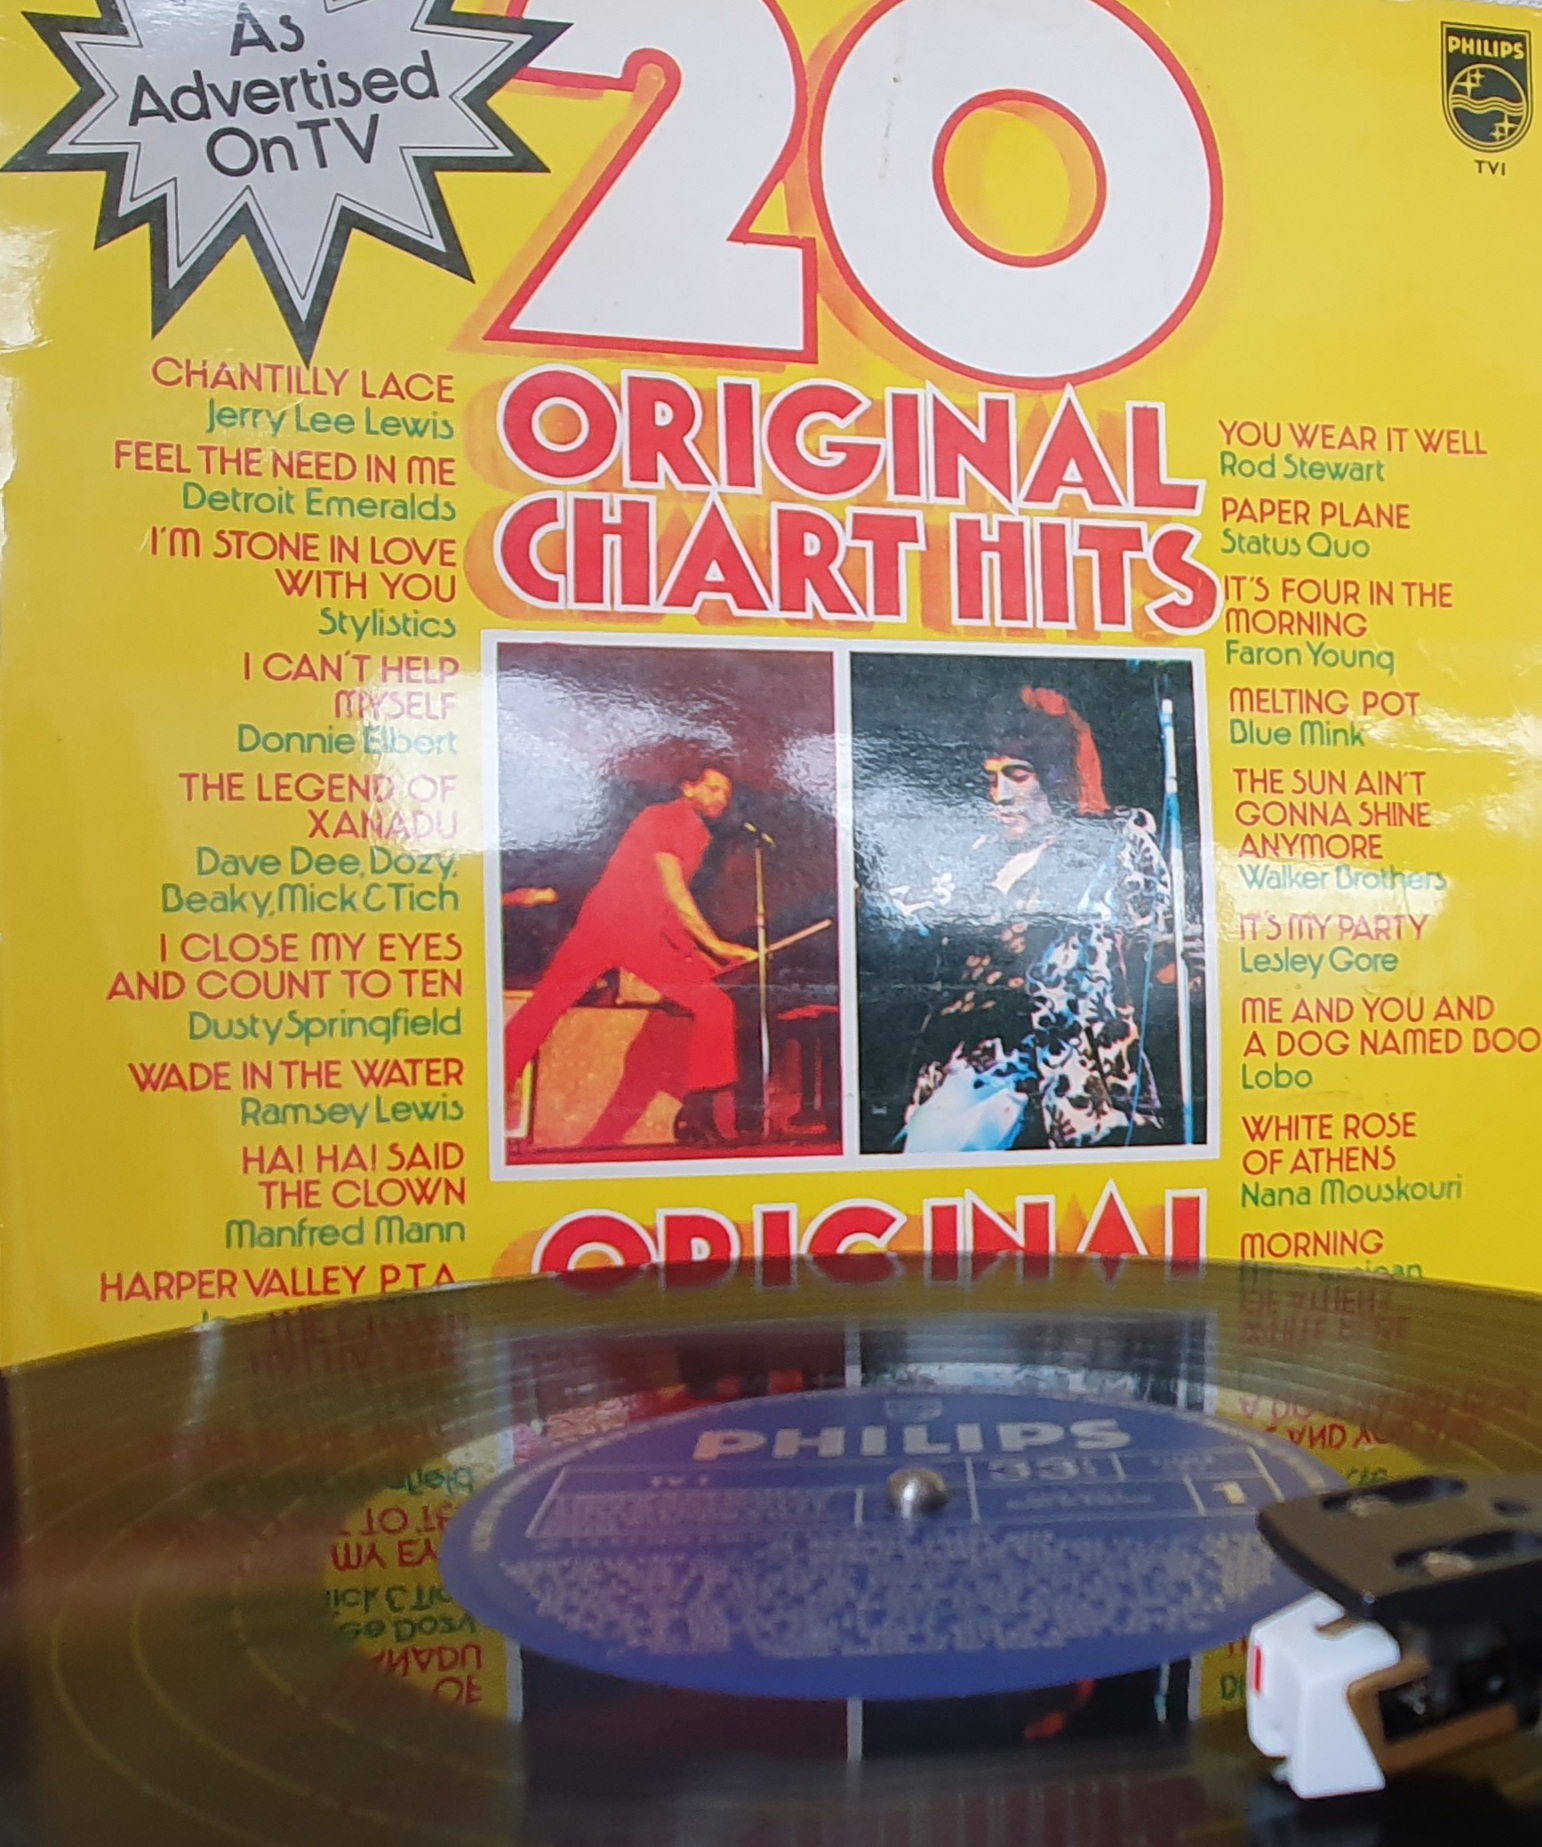 As
Advertised
On TV
20
PHILIPS
TV1
ORIGINAL
CHART HITS
CHANTILLY LACE
Jerry Lee Lewis
FEEL THE NEED IN ME
Detroit Emeralds
I'M STONE IN LOVE
WITH YOU
Stylistics
I CAN'T HELP
MYSELF
Donnie Elbert
THE LEGEND OF
XANADU
Dave Dee, Dozy,
Beaky, Mick & Tich
I CLOSE MY EYES
AND COUNT TO TEN
Dusty Springfield
WADE IN THE WATER
Ramsey Lewis
HA! HA! SAID
THE CLOWN
Manfred Mann
HARPER VALLEY P.T.A.
YOU WEAR IT WELL
Rod Stewart
PAPER PLANE
Status Quo
IT'S FOUR IN THE
MORNING
Faron Young
MELTING POT
Blue Mink
THE SUN AIN'T
GONNA SHINE
ANYMORE
Walker Brothers
IT'S MY PARTY
Lesley Gore
ME AND YOU AND
A DOG NAMED BOO
Lobo
WHITE ROSE
OF ATHENS
Nana Mouskouri
MORNING
ORIGINAL
PHILIPS
TV 1
33⅓
1